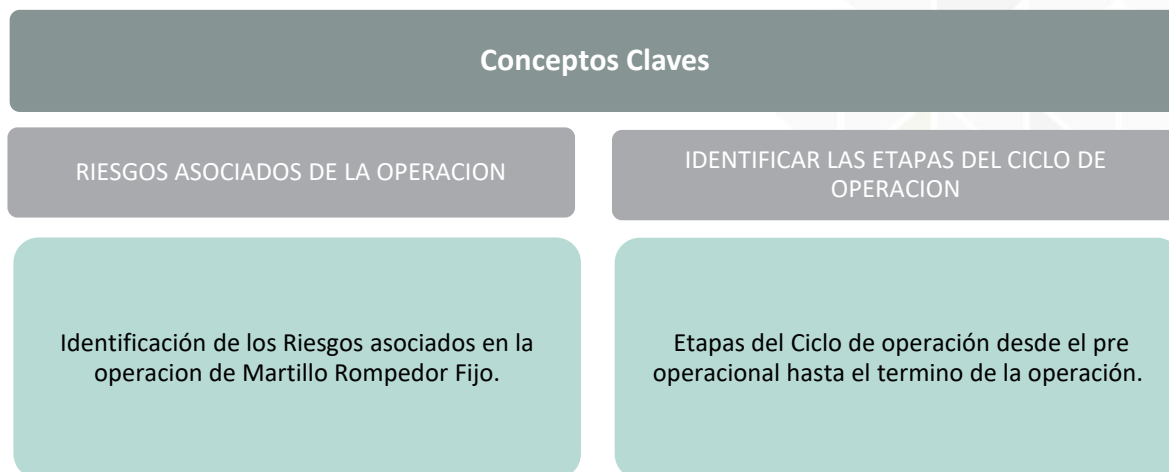 Conceptos Claves
RIESGOS ASOCIADOS DE LA OPERACION
IDENTIFICAR LAS ETAPAS DEL CICLO DE
OPERACION
Identificación de los Riesgos asociados en la
operacion de Martillo Rompedor Fijo.
Etapas del Ciclo de operación desde el pre
operacional hasta el termino de la operación.